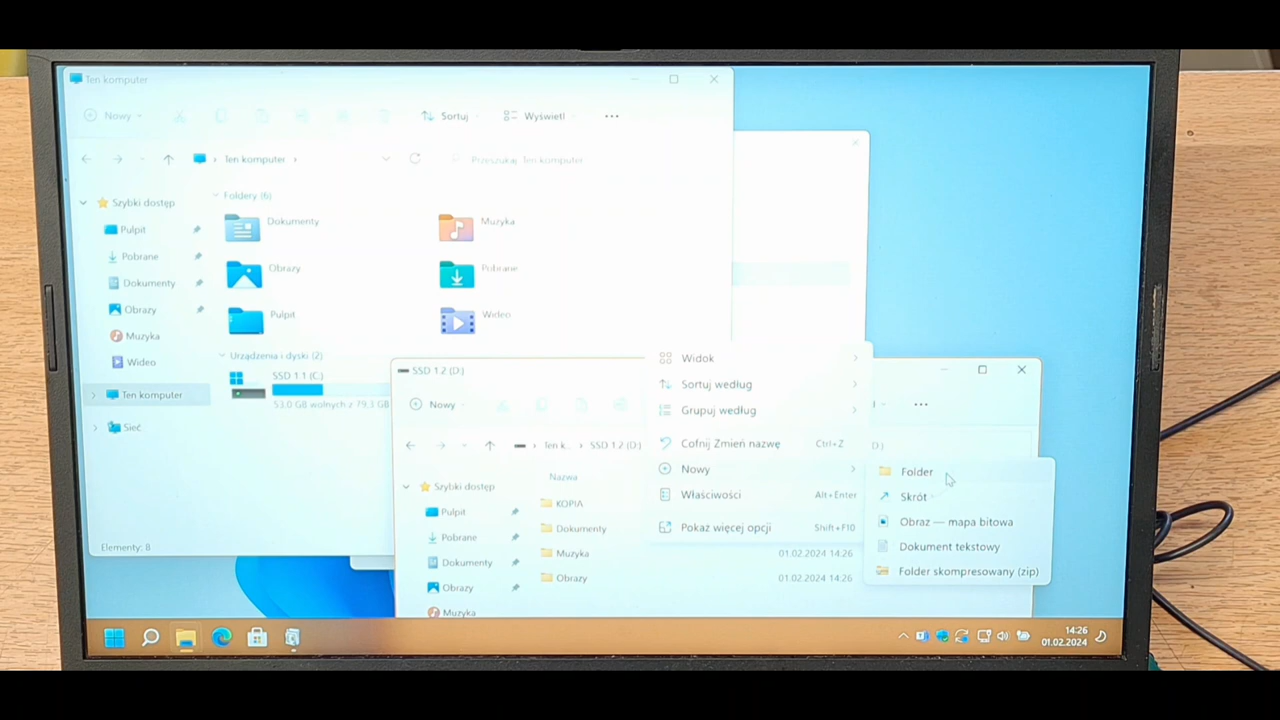 Ten komputer
Nowy
Sortuj
Wyświetl
...
Ten komputer
Przeszukaj: Ten komputer
Szybki dostęp
Pulpit
Pobrane
Dokumenty
Obrazy
Muzyka
Wideo
Ten komputer
Sieć
Foldery (6)
Dokumenty
Muzyka
Obrazy
Pobrane
Pulpit
Wideo
Urządzenia i dyski (2)
SSD 1.1 (C:)
53.0 GB wolnych z 79.3 GB
Elementy: 8
SSD 1.2 (D:)
Nowy
...
Ten k... > SSD 1.2 (D:)
D:)
Szybki dostęp
Pulpit
Pobrane
Dokumenty
Obrazy
Muzyka
Nazwa
KOPIA
Dokumenty
Muzyka
01.02.2024 14:26
Obrazy
01.02.2024 14:26
Widok
Sortuj według
Grupuj według
Cofnij Zmień nazwę Ctrl+Z
Nowy
Właściwości Alt+Enter
Pokaż więcej opcji Shift+F10
Folder
Skrót
Obraz — mapa bitowa
Dokument tekstowy
Folder skompresowany (zip)
14:26
01.02.2024